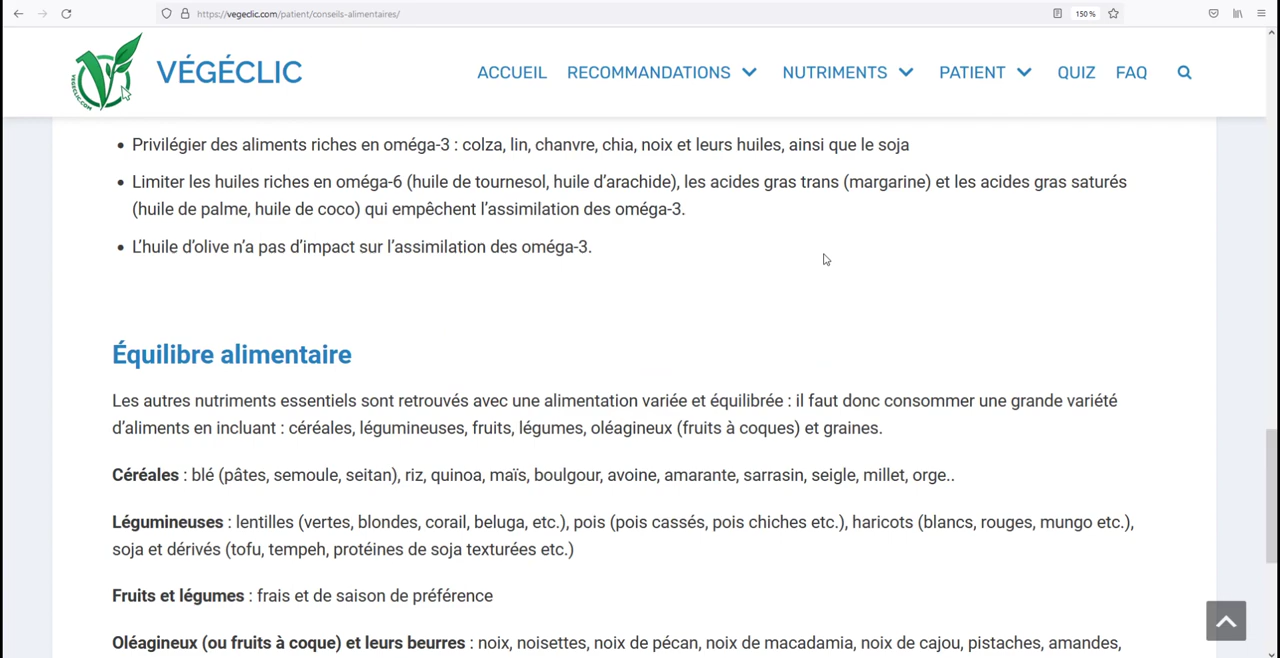 https://vegeclic.com/patient/conseils-alimentaires/
150 %
VEGECLIC.COM
VÉGÉCLIC
ACCUEIL RECOMMANDATIONS NUTRIMENTS PATIENT QUIZ FAQ
• Privilégier des aliments riches en oméga-3 : colza, lin, chanvre, chia, noix et leurs huiles, ainsi que le soja
• Limiter les huiles riches en oméga-6 (huile de tournesol, huile d’arachide), les acides gras trans (margarine) et les acides gras saturés
(huile de palme, huile de coco) qui empêchent l’assimilation des oméga-3.
• L’huile d’olive n’a pas d’impact sur l’assimilation des oméga-3.
Équilibre alimentaire
Les autres nutriments essentiels sont retrouvés avec une alimentation variée et équilibrée : il faut donc consommer une grande variété
d’aliments en incluant : céréales, légumineuses, fruits, légumes, oléagineux (fruits à coques) et graines.
Céréales : blé (pâtes, semoule, seitan), riz, quinoa, maïs, boulgour, avoine, amarante, sarrasin, seigle, millet, orge..
Légumineuses : lentilles (vertes, blondes, corail, beluga, etc.), pois (pois cassés, pois chiches etc.), haricots (blancs, rouges, mungo etc.),
soja et dérivés (tofu, tempeh, protéines de soja texturées etc.)
Fruits et légumes : frais et de saison de préférence
Oléagineux (ou fruits à coque) et leurs beurres : noix, noisettes, noix de pécan, noix de macadamia, noix de cajou, pistaches, amandes,